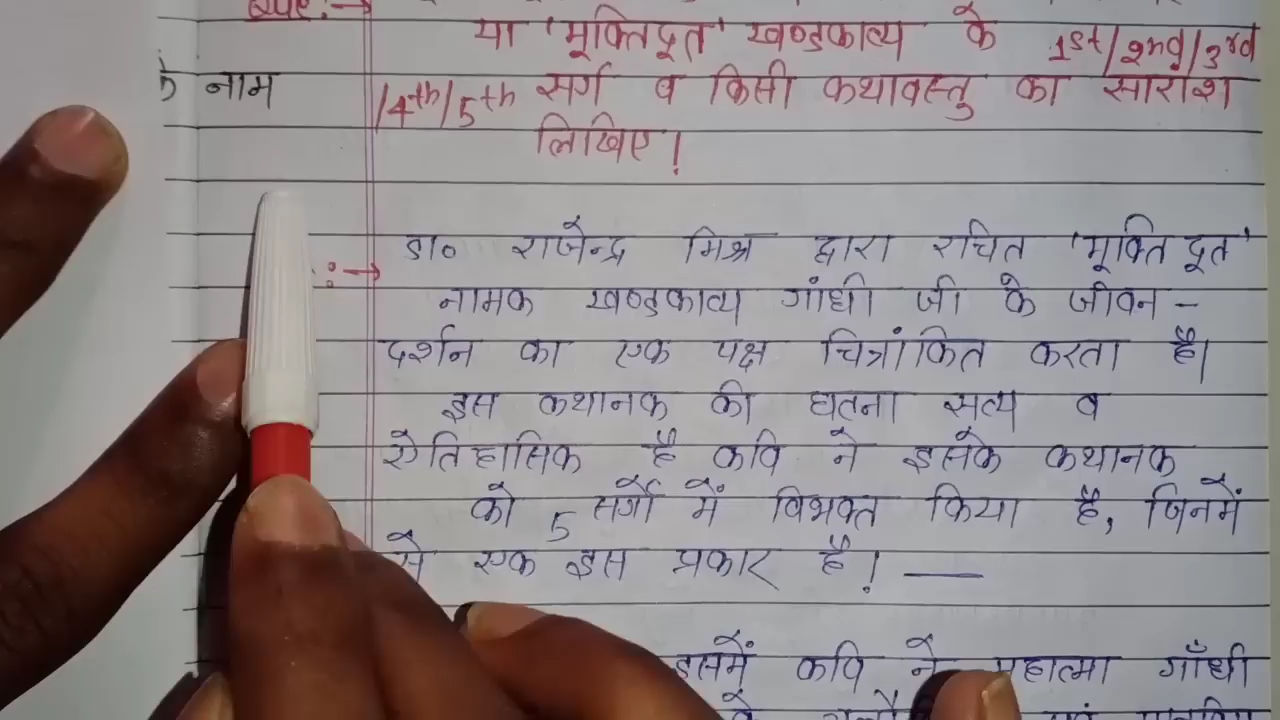 या 'मूक्तिदूत' खण्डकाव्य के 1st/2nd/3rd
के नाम
/4th/5th सर्ग व किसी कथावस्तु का सारांश
लिखिए।
डा० राजेन्द्र मिश्र द्वारा रचित 'मूक्तिदूत'
:→
नामक खण्डकाव्य गांधी जी के जीवन -
दर्शन का एक पक्ष चित्रांकित करता है।
इस कथानक की घतना सत्य व
ऐतिहासिक है कवि ने इसके कथानक
को 5 सर्गों में विभक्त किया है, जिनमें
से एक इस प्रकार है। —
इसमें कवि ने महात्मा गाँधी